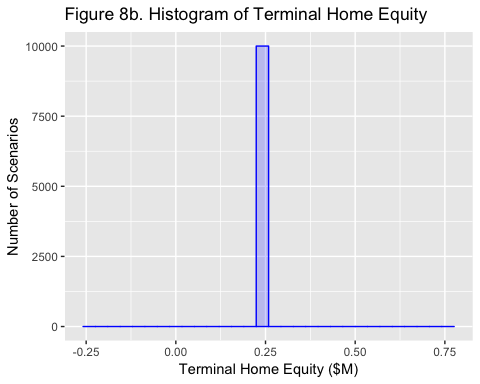 Figure 8b. Histogram of Terminal Home Equity
Number of Scenarios
10000
7500
5000
2500
0
-0.25 0.00 0.25 0.50 0.75
Terminal Home Equity ($M)